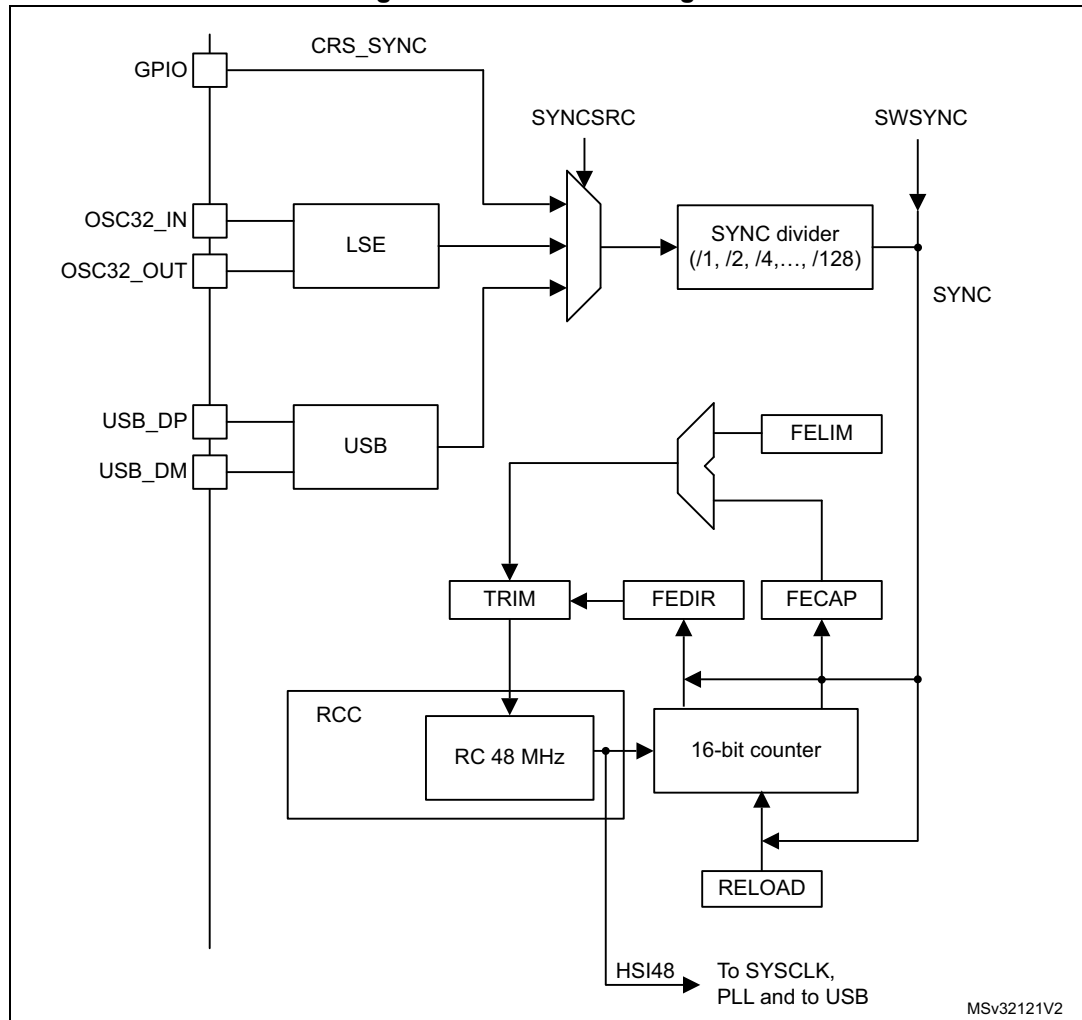 CRS_SYNC
GPIO
SYNCSRC
SWSYNC
OSC32_IN
LSE
OSC32_OUT
SYNC divider
(/1, /2, /4,…, /128)
SYNC
USB_DP
USB
USB_DM
FELIM
TRIM
FEDIR
FECAP
RCC
RC 48 MHz
16-bit counter
RELOAD
HSI48
To SYSCLK,
PLL and to USB
MSv32121V2